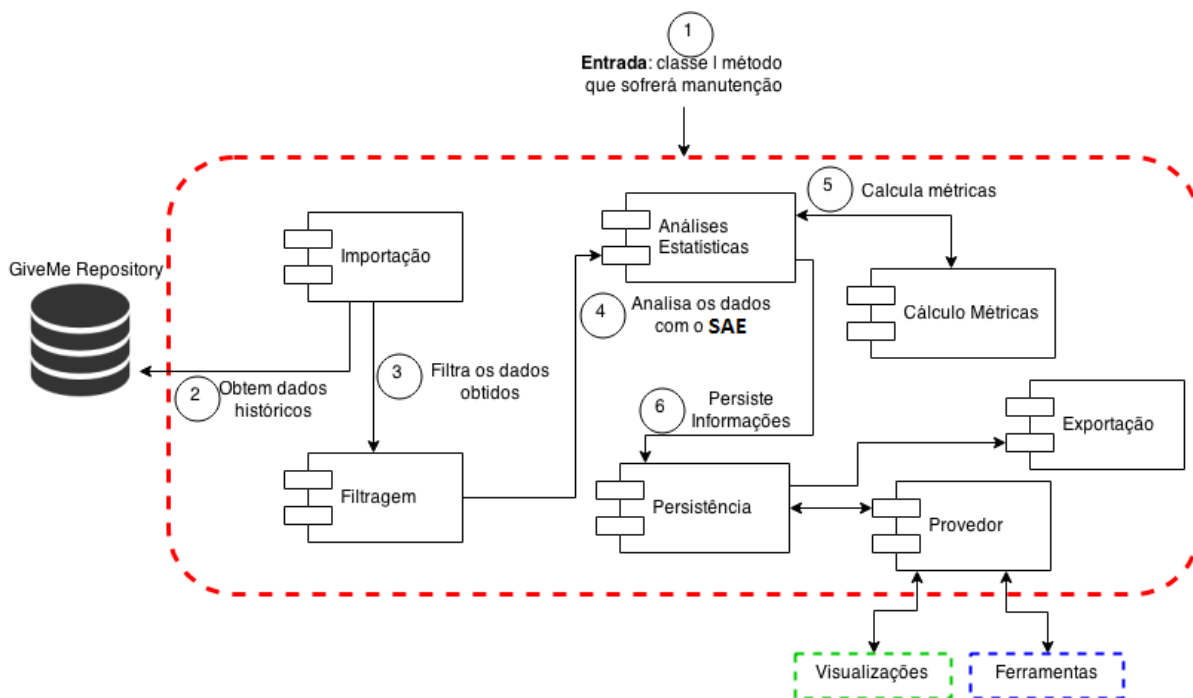 1
Entrada: classe | método
que sofrerá manutenção
5
Calcula métricas
Análises
Estatísticas
Importação
GiveMe Repository
4
Analisa os dados
com o SAE
Cálculo Métricas
2
Obtem dados
históricos
3
Filtra os dados
obtidos
6
Persiste
Informações
Exportação
Filtragem
Persistência
Provedor
Visualizações
Ferramentas